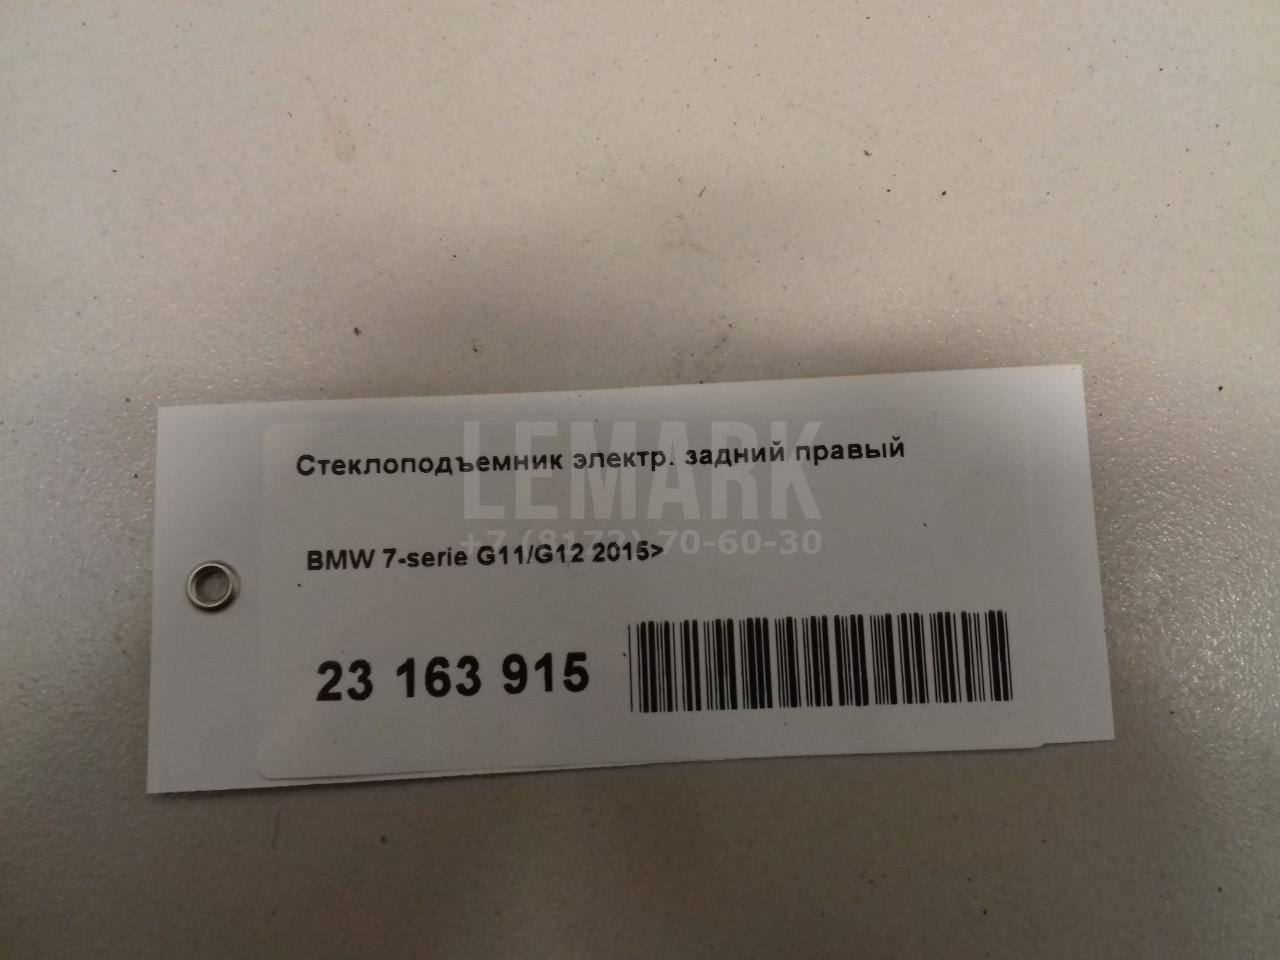 Стеклоподъемник электр. задний правый
LEMARK
+7 (8172) 70-60-30
BMW 7-serie G11/G12 2015>
23 163 915